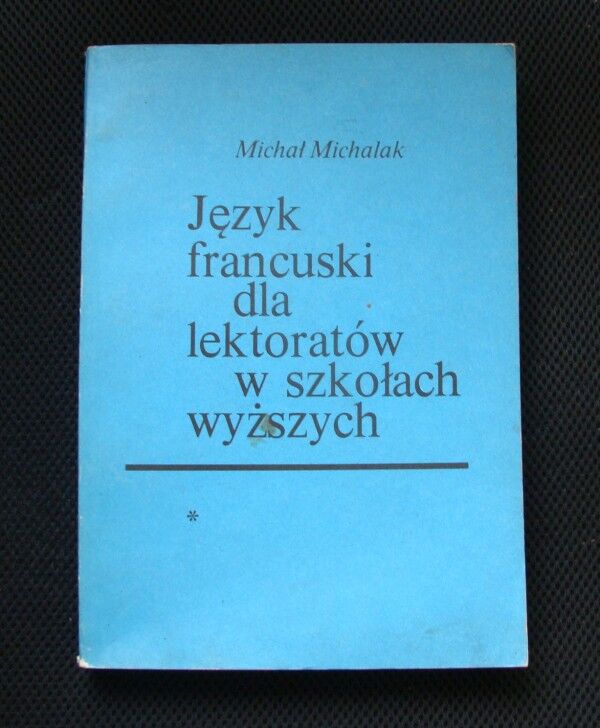 Michał Michalak
Język
francuski
dla
lektoratów
w szkołach
wyższych
*